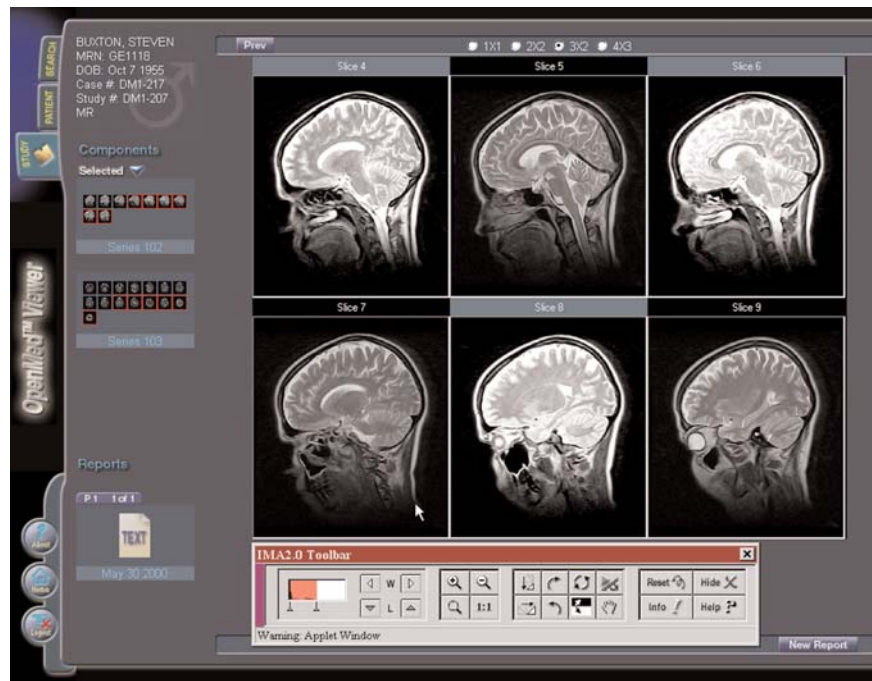 SEARCH
PATIENT
STUDY
BUXTON, STEVEN
MRN: GE1118
DOB: Oct 7 1955
Case #: DM1-217
Study #: DM1-207
MR
Components
Selected
Series 102
Series 103
OpenMed™ Viewer
Reports
P 1 1 of 1
TEXT
May 30 2000
About
Home
Logout
Prev
1X1 2X2 3X2 4X3
Slice 4 Slice 5 Slice 6
Slice 7 Slice 8 Slice 9
IMA2.0 Toolbar
W
L
1:1
Reset Hide
Info Help
Warning: Applet Window
New Report